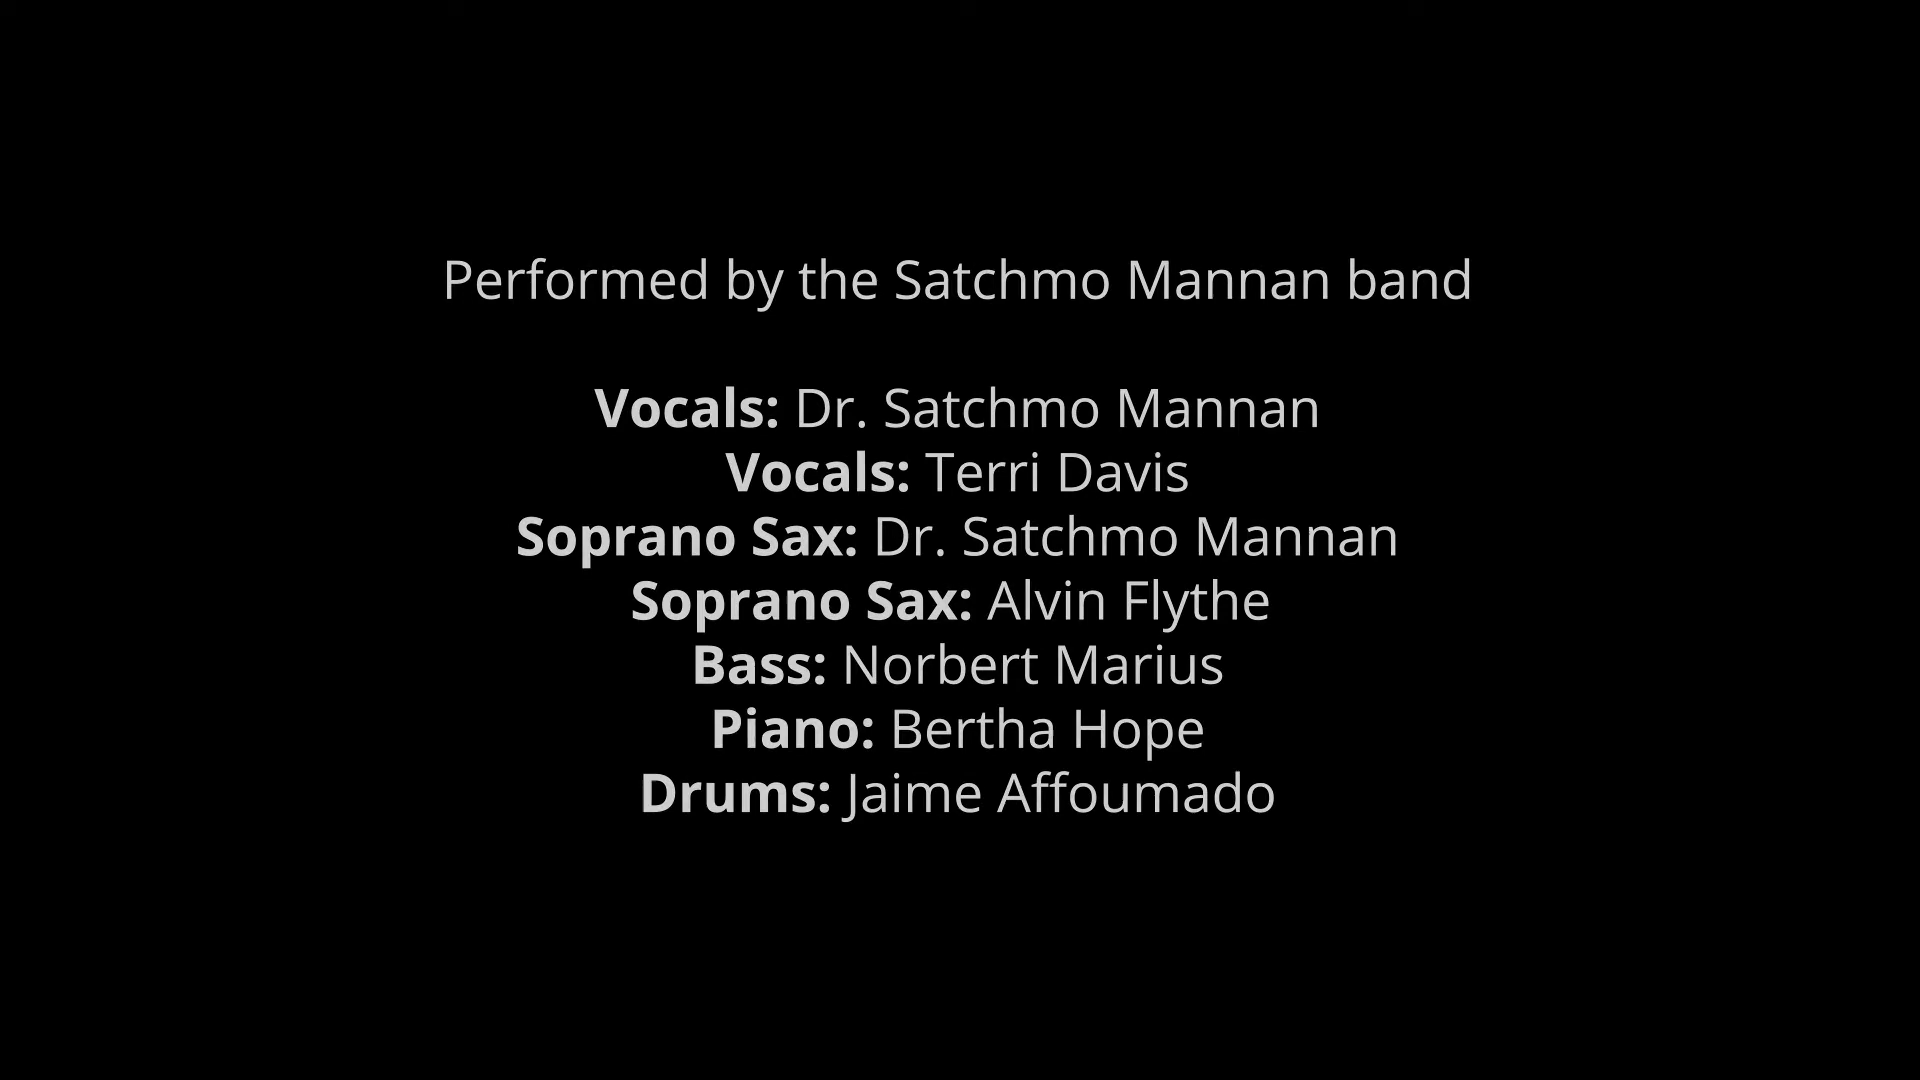 Performed by the Satchmo Mannan band
Vocals: Dr. Satchmo Mannan
Vocals: Terri Davis
Soprano Sax: Dr. Satchmo Mannan
Soprano Sax: Alvin Flythe
Bass: Norbert Marius
Piano: Bertha Hope
Drums: Jaime Affoumado